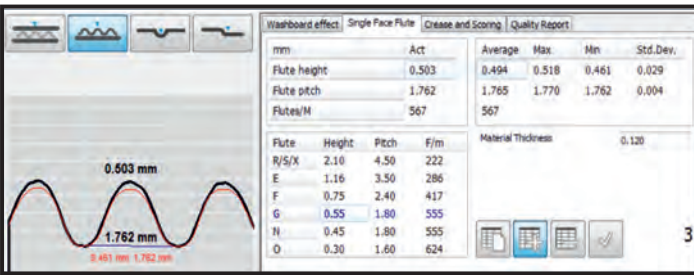 Washboard effect Single Face Flute Crease and Scoring Quality Report
mm Act Average Max Min Std.Dev.
Flute height 0.503 0.494 0.518 0.461 0.029
Flute pitch 1.762 1.765 1.770 1.762 0.004
Flutes/M 567 567
Flute Height Pitch F/m Material Thickness 0.120
R/S/X 2.10 4.50 222
E 1.16 3.50 286
F 0.75 2.40 417
G 0.55 1.80 555
N 0.45 1.80 555
O 0.30 1.60 624
0.503 mm
1.762 mm
0.461 mm 1.762 mm
3